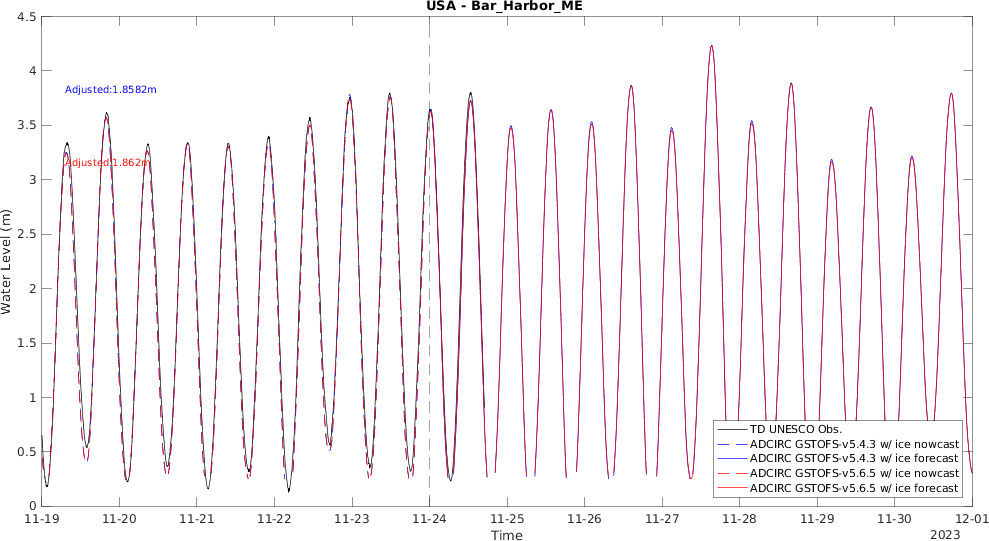 USA - Bar_Harbor_ME
4.5
4
3.5
3
2.5
2
1.5
1
0.5
0
Water Level (m)
Adjusted:1.8582m
Adjusted:1.862m
TD UNESCO Obs.
ADCIRC GSTOFS-v5.4.3 w/ ice nowcast
ADCIRC GSTOFS-v5.4.3 w/ ice forecast
ADCIRC GSTOFS-v5.6.5 w/ ice nowcast
ADCIRC GSTOFS-v5.6.5 w/ ice forecast
11-19 11-20 11-21 11-22 11-23 11-24 11-25 11-26 11-27 11-28 11-29 11-30 12-01
Time
2023